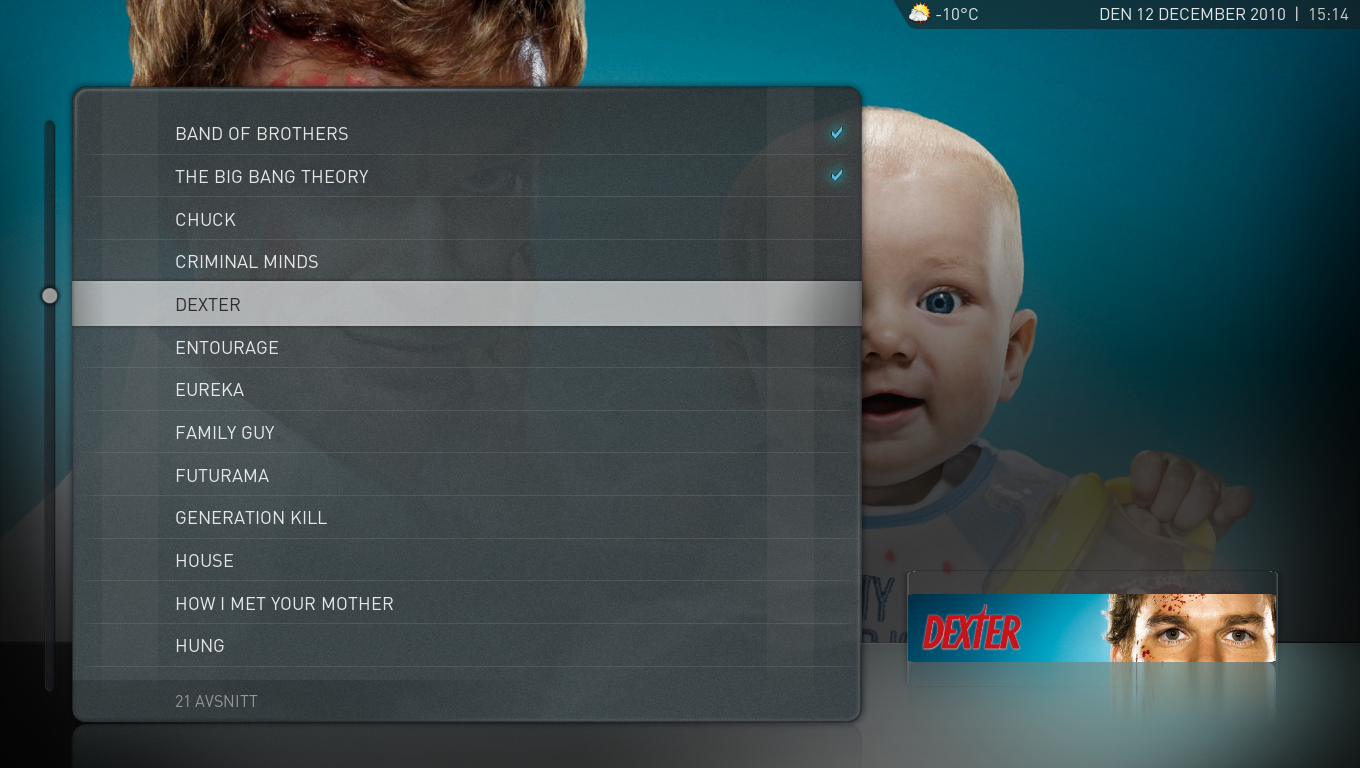 -10°C
DEN 12 DECEMBER 2010 | 15:14
BAND OF BROTHERS
THE BIG BANG THEORY
CHUCK
CRIMINAL MINDS
DEXTER
ENTOURAGE
EUREKA
FAMILY GUY
FUTURAMA
GENERATION KILL
HOUSE
HOW I MET YOUR MOTHER
HUNG
21 AVSNITT
DEXTER